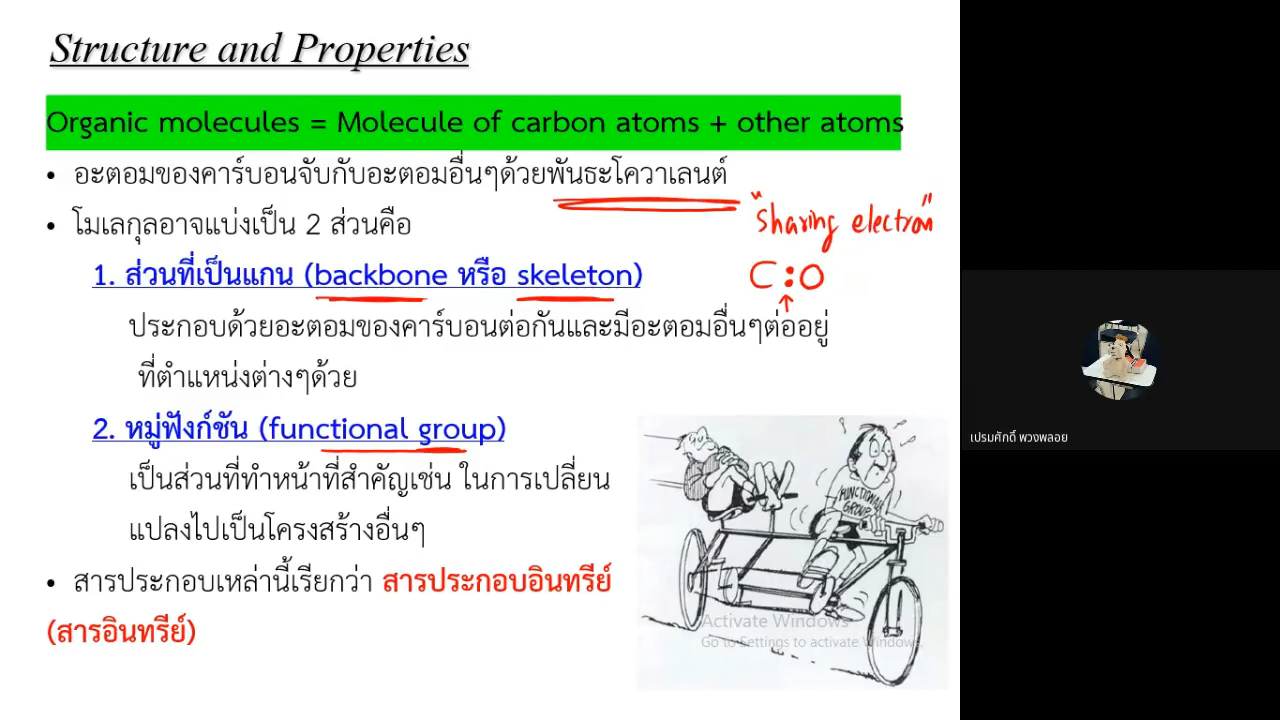 Structure and Properties
Organic molecules = Molecule of carbon atoms + other atoms
• อะตอมของคาร์บอนจับกับอะตอมอื่นๆด้วยพันธะโควาเลนต์
• โมเลกุลอาจแบ่งเป็น 2 ส่วนคือ
"Sharing electron"
1. ส่วนที่เป็นแกน (backbone หรือ skeleton)
C:O
ประกอบด้วยอะตอมของคาร์บอนต่อกันและมีอะตอมอื่นๆต่ออยู่
ที่ตำแหน่งต่างๆด้วย
2. หมู่ฟังก์ชัน (functional group)
เป็นส่วนที่ทำหน้าที่สำคัญเช่น ในการเปลี่ยน
แปลงไปเป็นโครงสร้างอื่นๆ
• สารประกอบเหล่านี้เรียกว่า สารประกอบอินทรีย์
(สารอินทรีย์)
FUNCTIONAL
GROUP
Activate Windows
Go to Settings to activate Windows.
เปรมศักดิ์ พวงพลอย